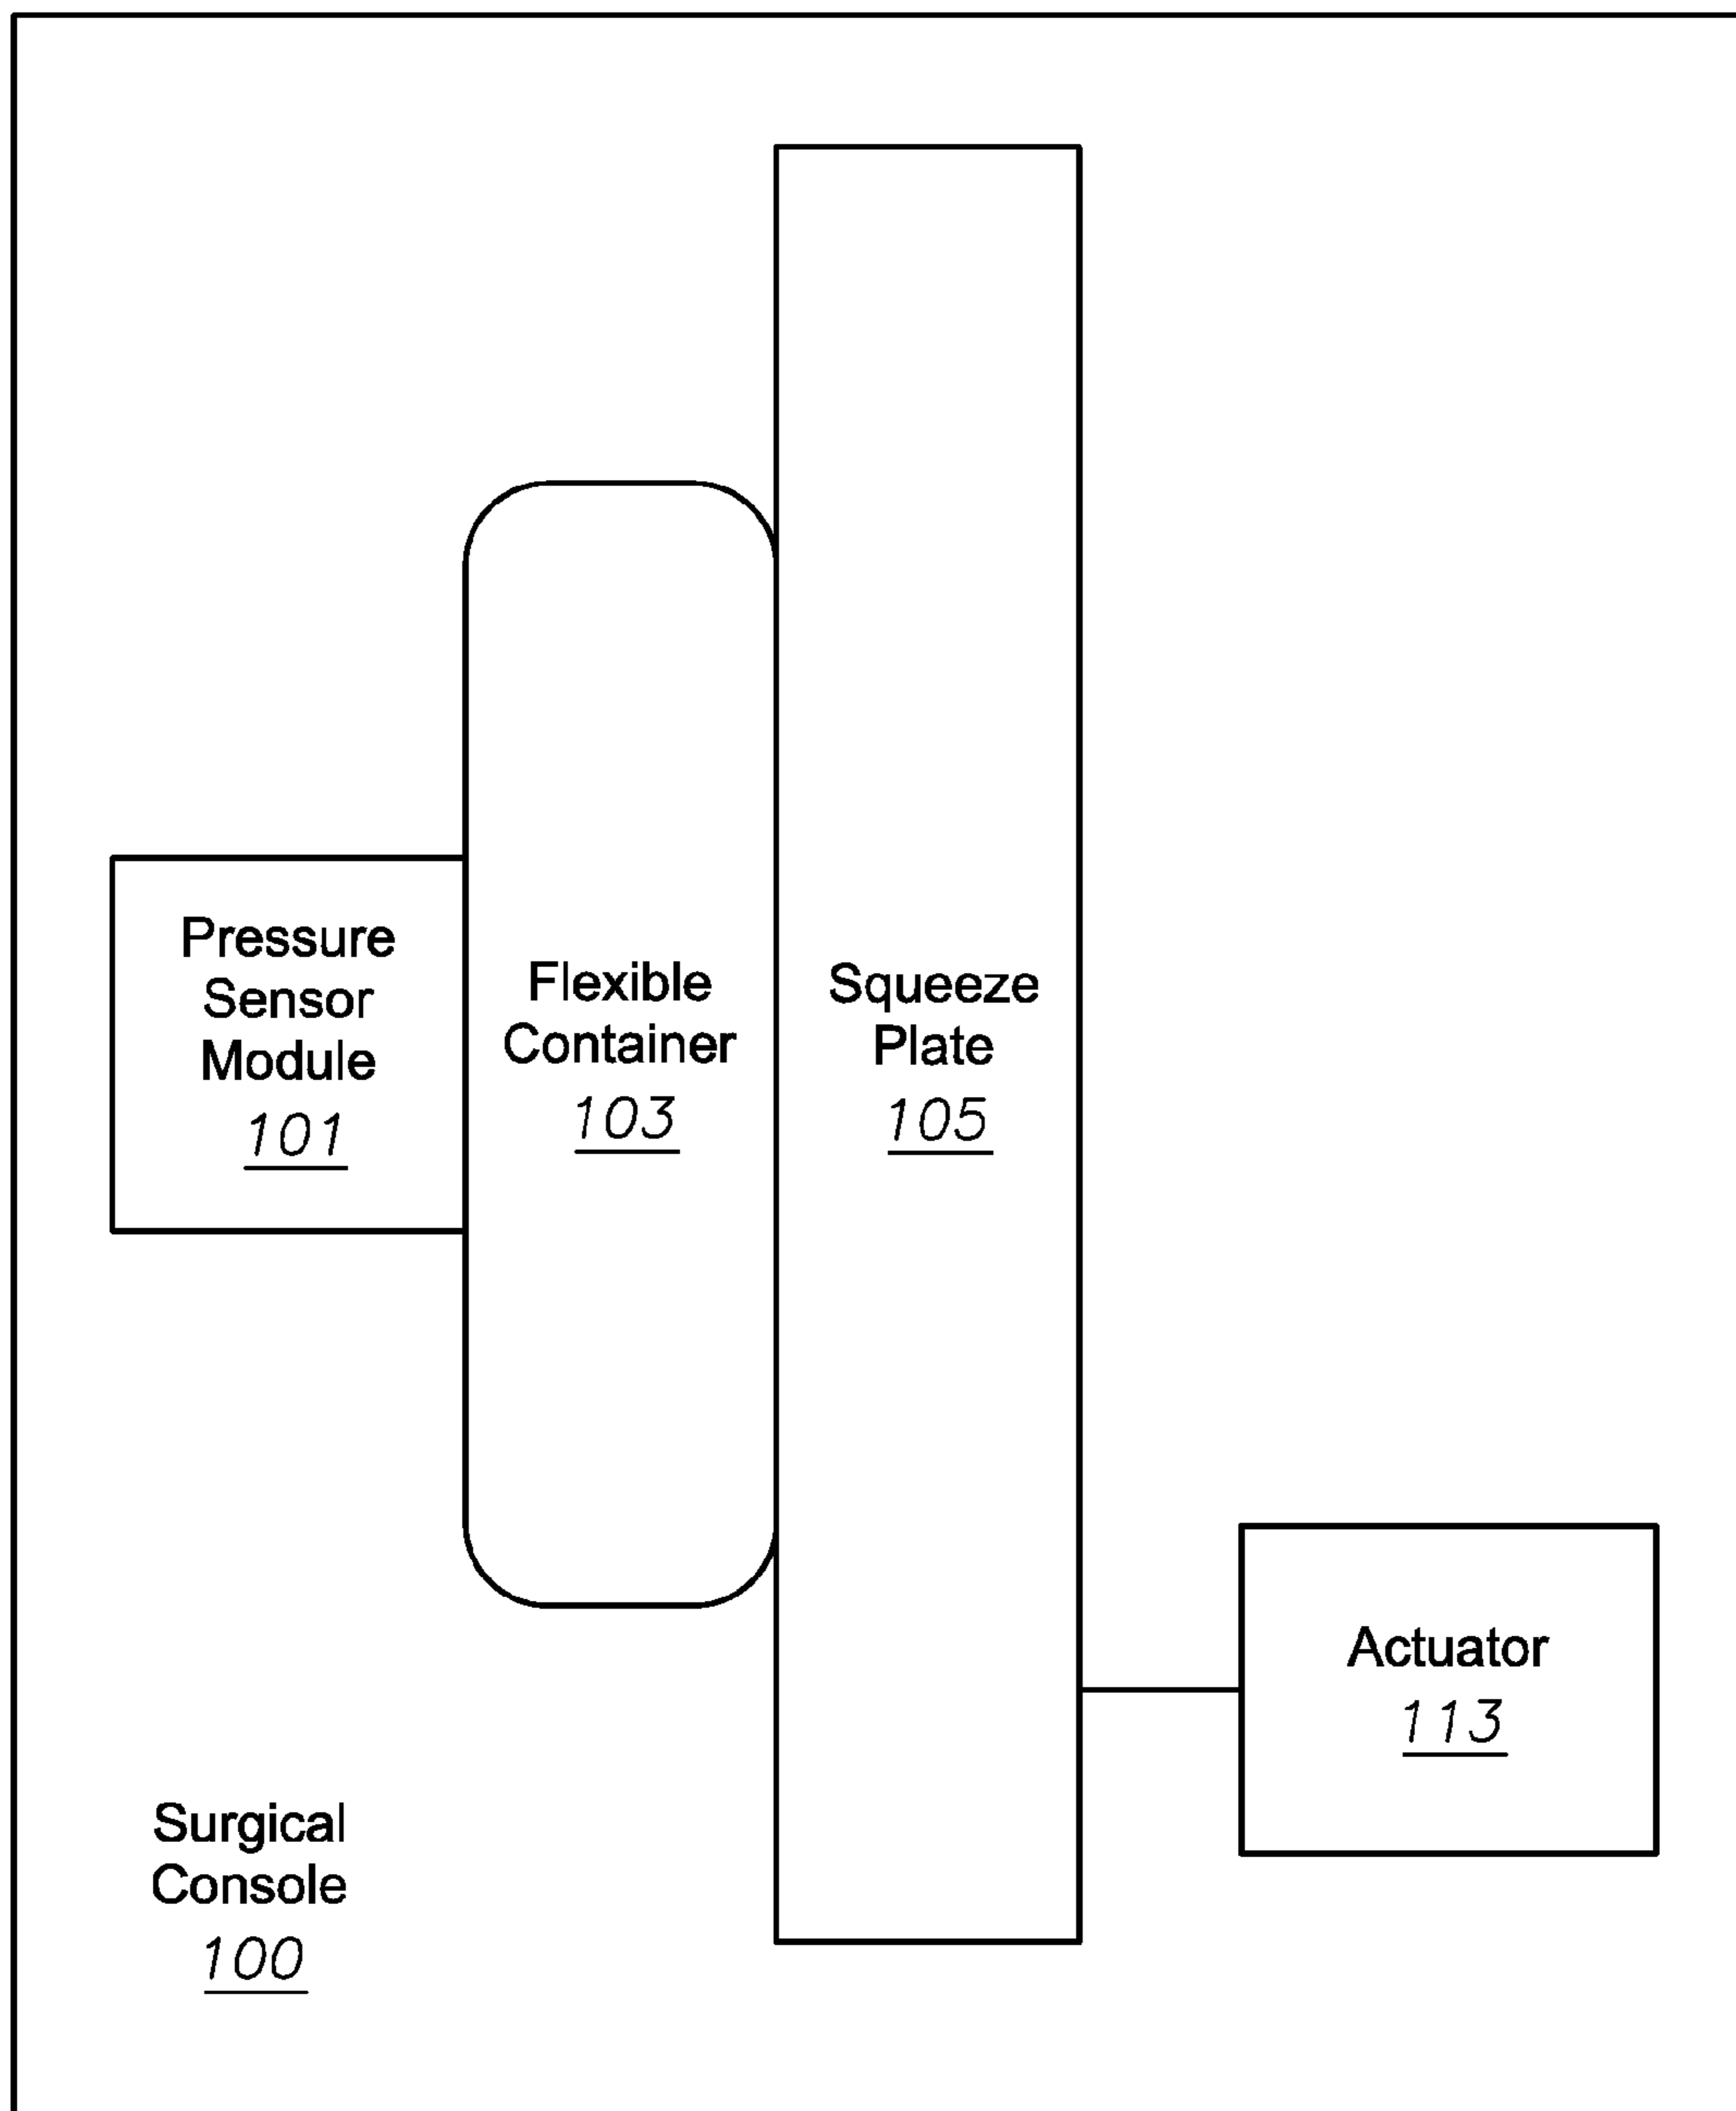 Pressure
Sensor
Module
101
Flexible
Container
103
Squeeze
Plate
105
Actuator
113
Surgical
Console
100